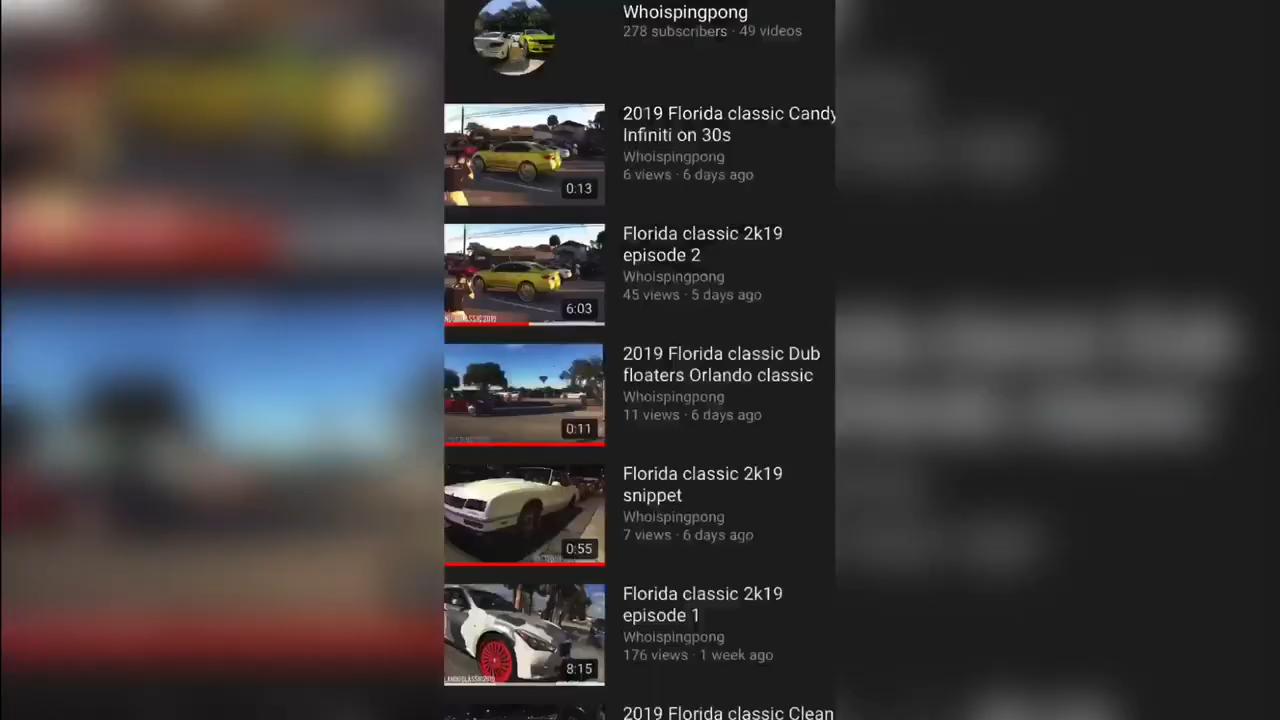 Whoispingpong
278 subscribers · 49 videos
2019 Florida classic Candy
Infiniti on 30s
Whoispingpong
6 views · 6 days ago
0:13
Florida classic 2k19
episode 2
Whoispingpong
45 views · 5 days ago
6:03
2019 Florida classic Dub
floaters Orlando classic
Whoispingpong
11 views · 6 days ago
0:11
Florida classic 2k19
snippet
Whoispingpong
7 views · 6 days ago
0:55
Florida classic 2k19
episode 1
Whoispingpong
176 views · 1 week ago
8:15
2019 Florida classic Clean